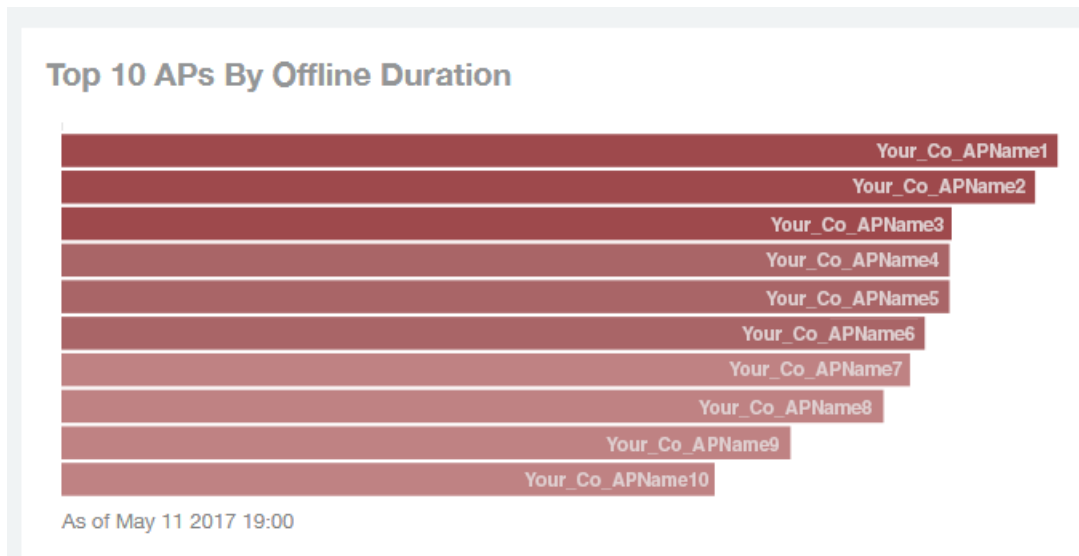 Top 10 APs By Offline Duration
Your_Co_APName1
Your_Co_APName2
Your_Co_APName3
Your_Co_APName4
Your_Co_APName5
Your_Co_APName6
Your_Co_APName7
Your_Co_APName8
Your_Co_APName9
Your_Co_APName10
As of May 11 2017 19:00